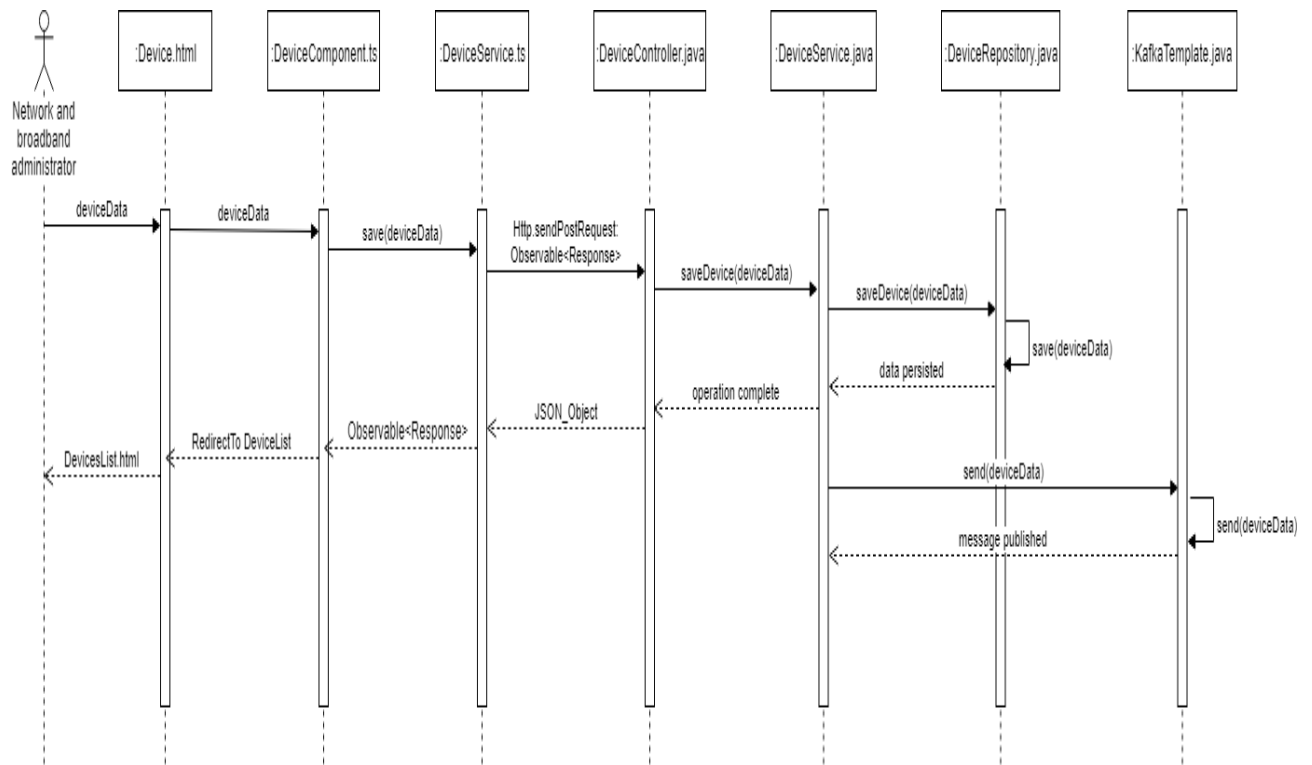 :Device.html
:DeviceComponent.ts
:DeviceService.ts
:DeviceController.java
:DeviceService.java
:DeviceRepository.java
:KafkaTemplate.java
Network and
broadband
administrator
deviceData
deviceData
save(deviceData)
Http.sendPostRequest:
Observable<Response>
saveDevice(deviceData)
saveDevice(deviceData)
save(deviceData)
data persisted
operation complete
JSON_Object
Observable<Response>
RedirectTo DeviceList
DevicesList.html
send(deviceData)
send(deviceData)
message published